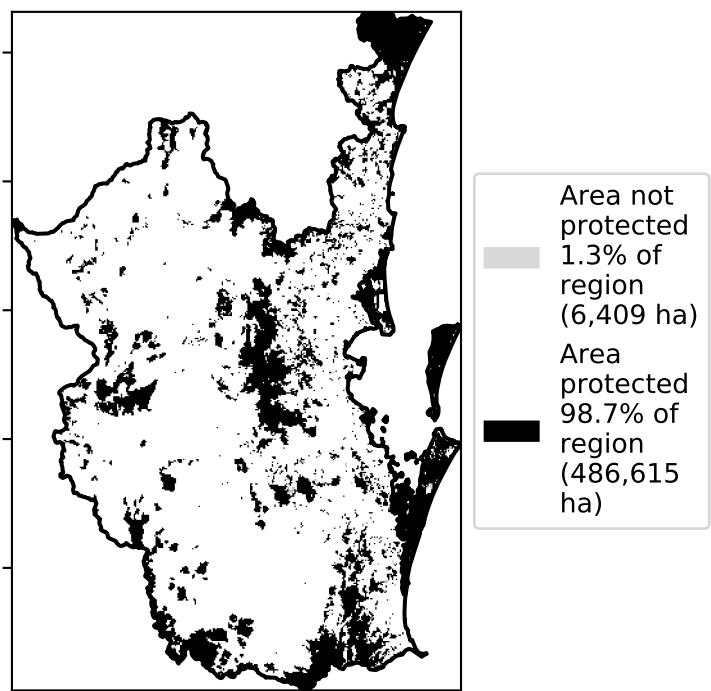 Area not
protected
1.3% of
region
(6,409 ha)
Area
protected
98.7% of
region
(486,615
ha)